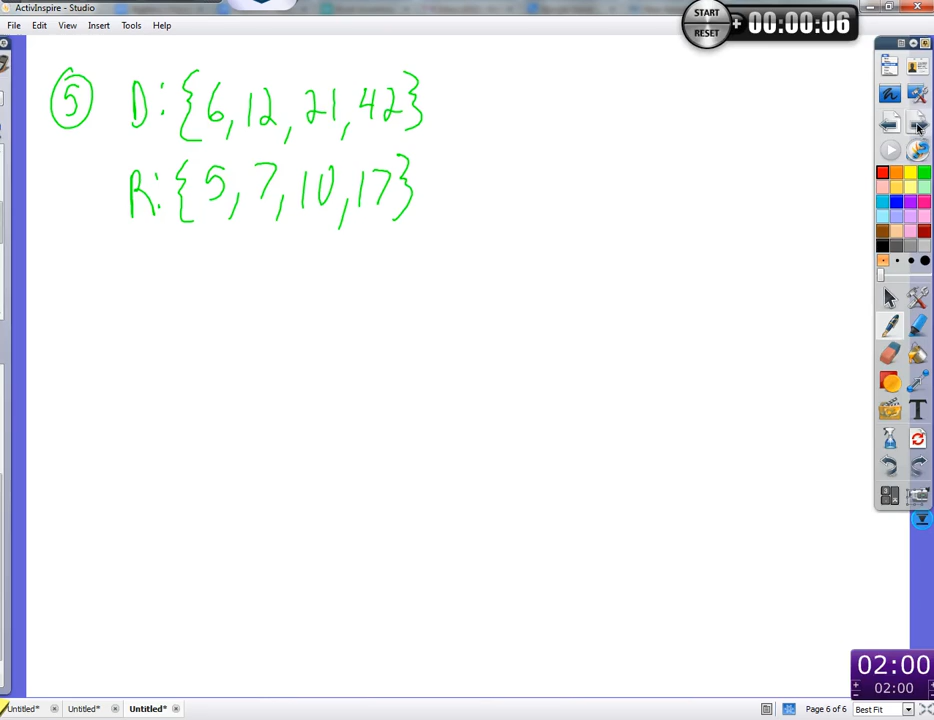 ActivInspire - Studio
START
RESET
+ 00:00:06
File Edit View Insert Tools Help
5 D: {6, 12, 21, 42}
R: {5, 7, 10, 17}
T
02:00
02:00
Untitled* Untitled* Untitled* Page 6 of 6 Best Fit